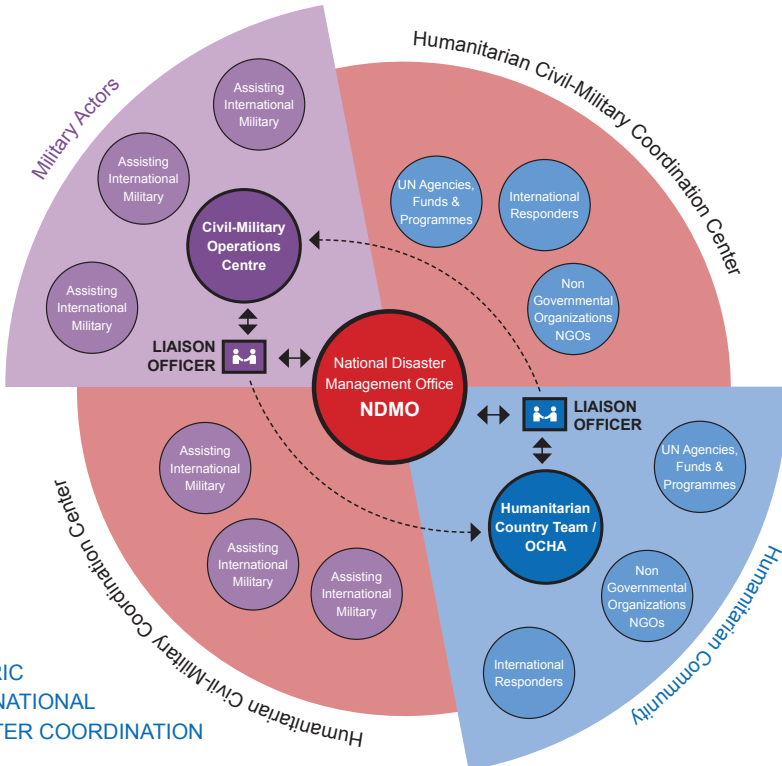 Military Actors
Humanitarian Civil-Military Coordination Center
Assisting
International
Military
Assisting
International
Military
Assisting
International
Military
Civil-Military
Operations
Centre
UN Agencies,
Funds &
Programmes
International
Responders
Non
Governmental
Organizations
NGOs
LIAISON
OFFICER
National Disaster
Management Office
NDMO
LIAISON
OFFICER
Assisting
International
Military
Assisting
International
Military
Assisting
International
Military
Humanitarian
Country Team /
OCHA
UN Agencies,
Funds &
Programmes
Non
Governmental
Organizations
NGOs
International
Responders
Humanitarian Civil-Military Coordination Center
Humanitarian Community
RIC
NATIONAL
TER COORDINATION